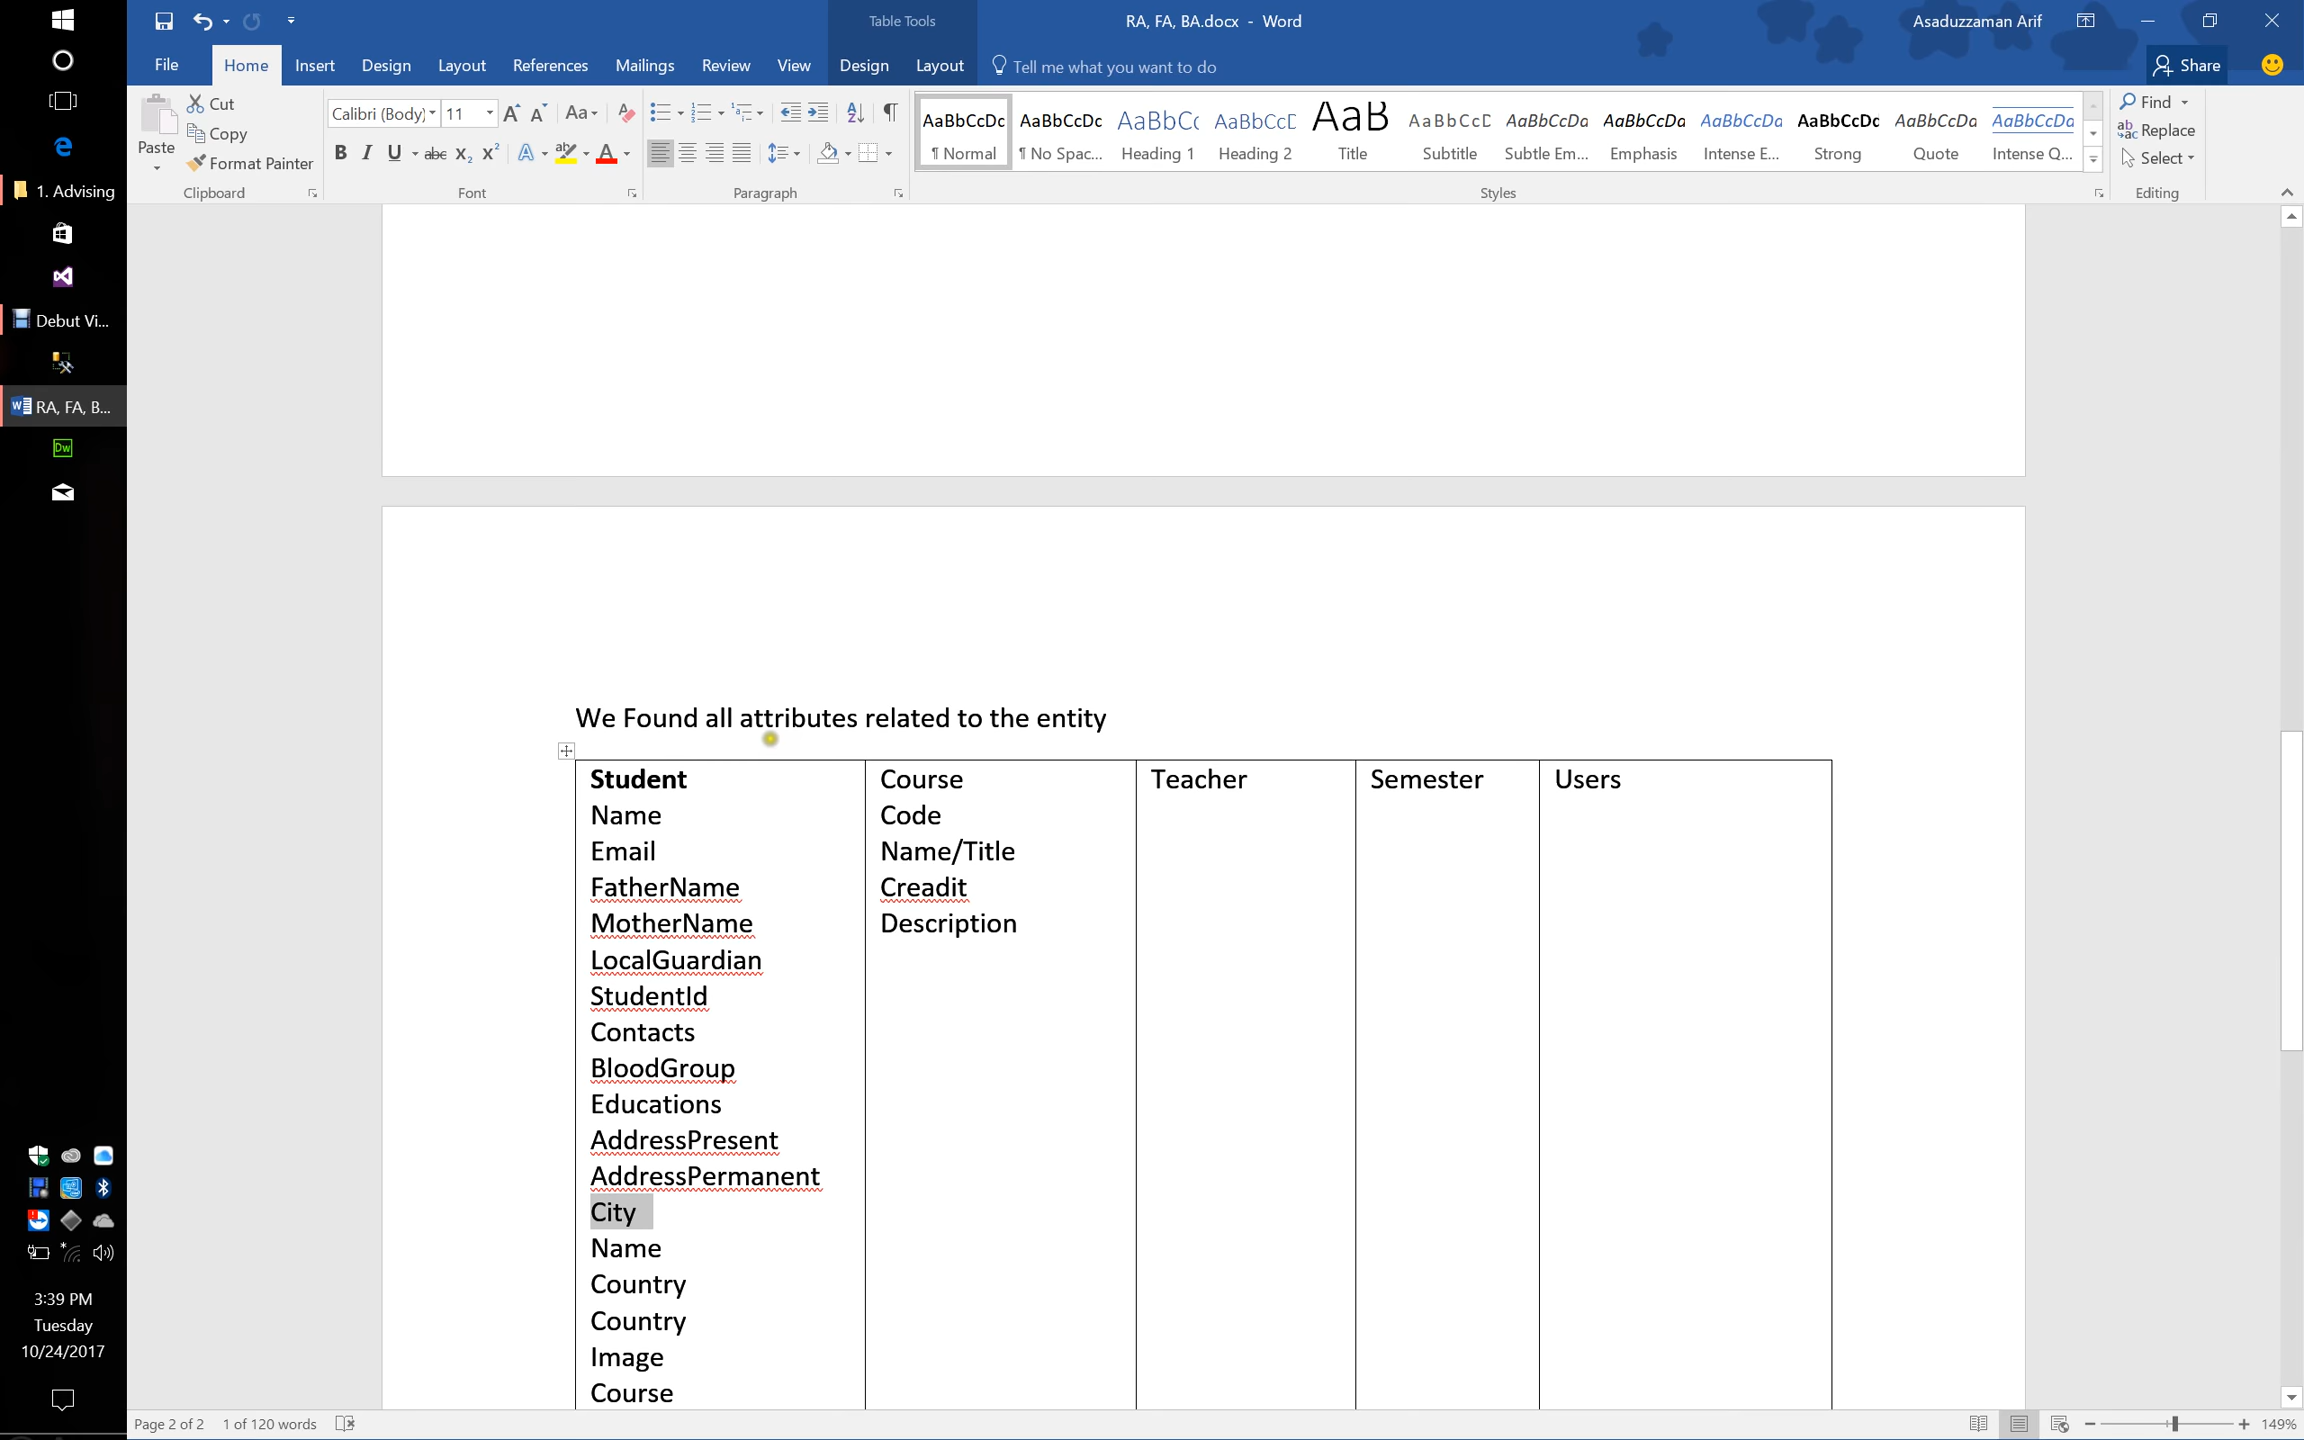 Table Tools
RA, FA, BA.docx - Word
Asaduzzaman Arif
File Home Insert Design Layout References Mailings Review View Design Layout Tell me what you want to do Share
1. Advising
Debut Vi...
RA, FA, B...
Dw
3:39 PM
Tuesday
10/24/2017
Paste
Cut
Copy
Format Painter
Clipboard
Calibri (Body) 11
Font
Paragraph
AaBbCcDc AaBbCcDc AaBbCc AaBbCcD AaB AaBbCcD AaBbCcDd AaBbCcDd AaBbCcDd AaBbCcDc AaBbCcDd AaBbCcDd
¶ Normal ¶ No Spac... Heading 1 Heading 2 Title Subtitle Subtle Em... Emphasis Intense E... Strong Quote Intense Q...
Styles
Find
Replace
Select
Editing
We Found all attributes related to the entity
Student Course Teacher Semester Users
Name Code
Email Name/Title
FatherName Creadit
MotherName Description
LocalGuardian
StudentId
Contacts
BloodGroup
Educations
AddressPresent
AddressPermanent
City
Name
Country
Country
Image
Course
Page 2 of 2 1 of 120 words
149%